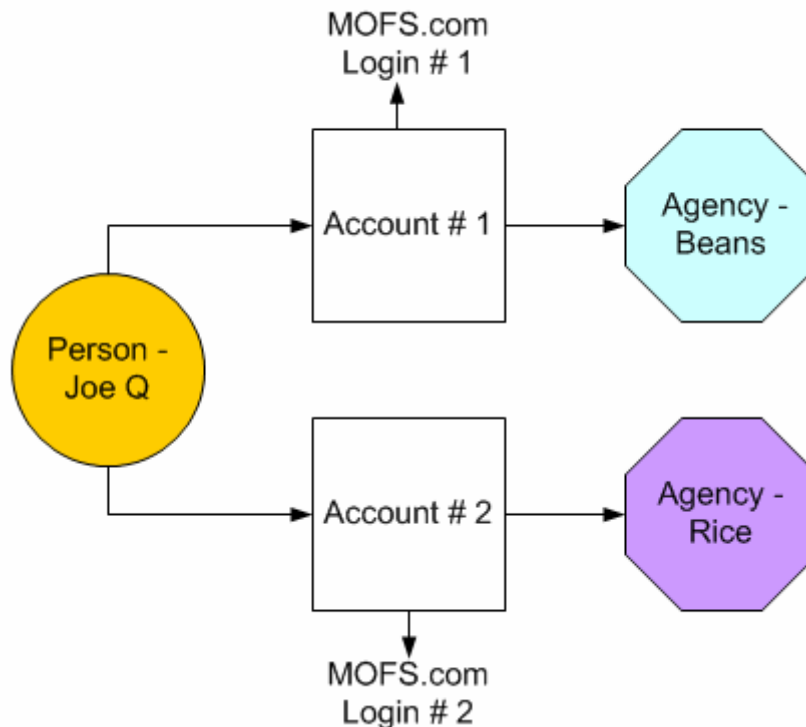 MOFS.com
Login # 1
Account # 1
Agency -
Beans
Person -
Joe Q
Account # 2
Agency -
Rice
MOFS.com
Login # 2